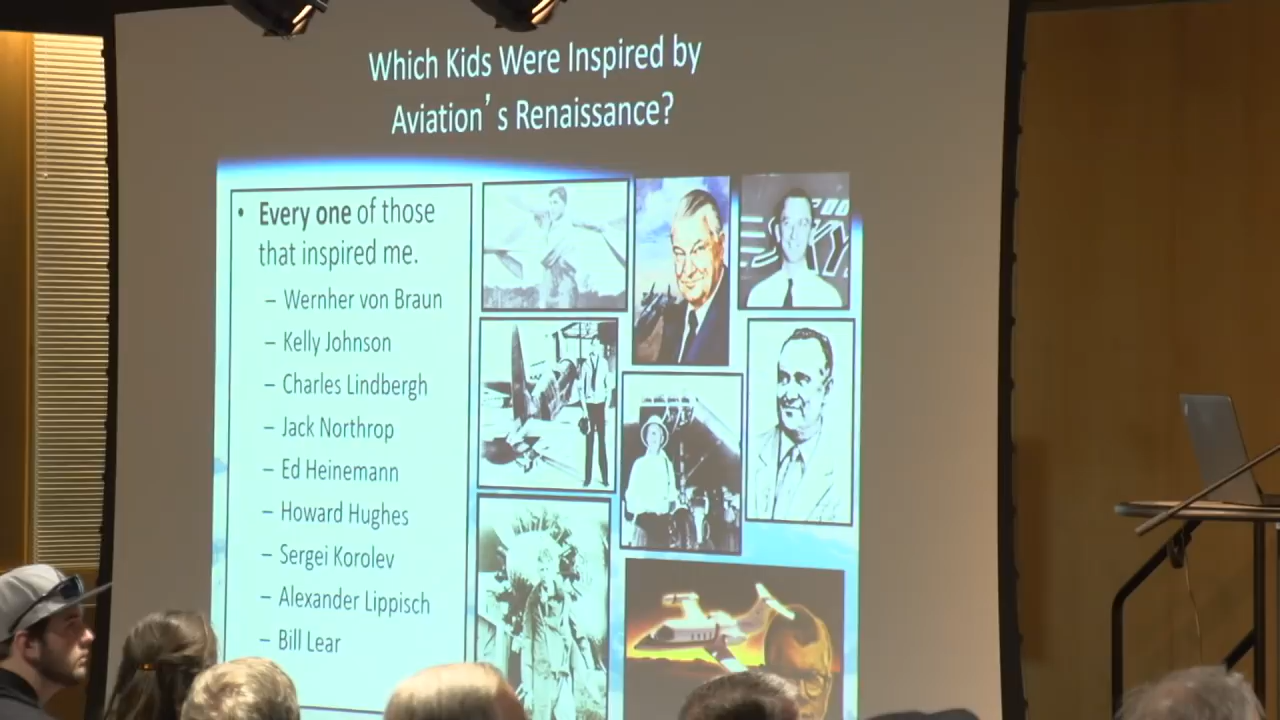 Which Kids Were Inspired by
Aviation's Renaissance?
• Every one of those
that inspired me.
– Wernher von Braun
– Kelly Johnson
– Charles Lindbergh
– Jack Northrop
– Ed Heinemann
– Howard Hughes
– Sergei Korolev
– Alexander Lippisch
– Bill Lear